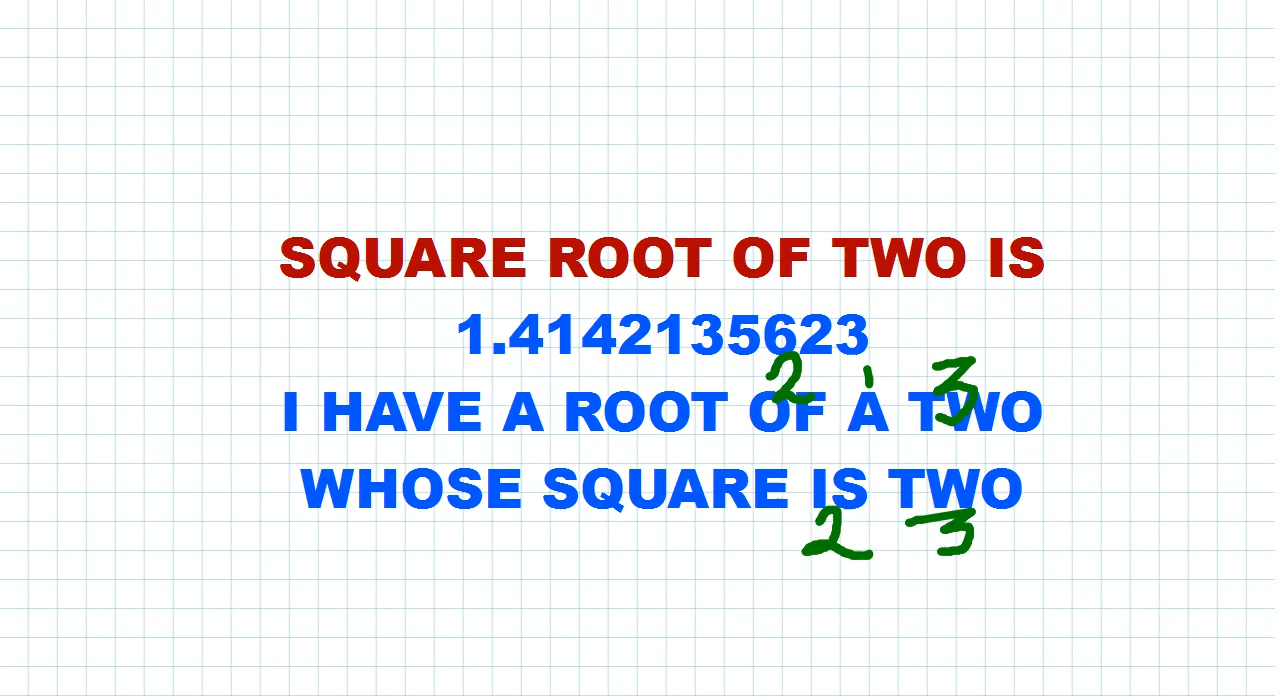 SQUARE ROOT OF TWO IS
1.4142135623
2 1 3
I HAVE A ROOT OF A TWO
WHOSE SQUARE IS TWO
2 3